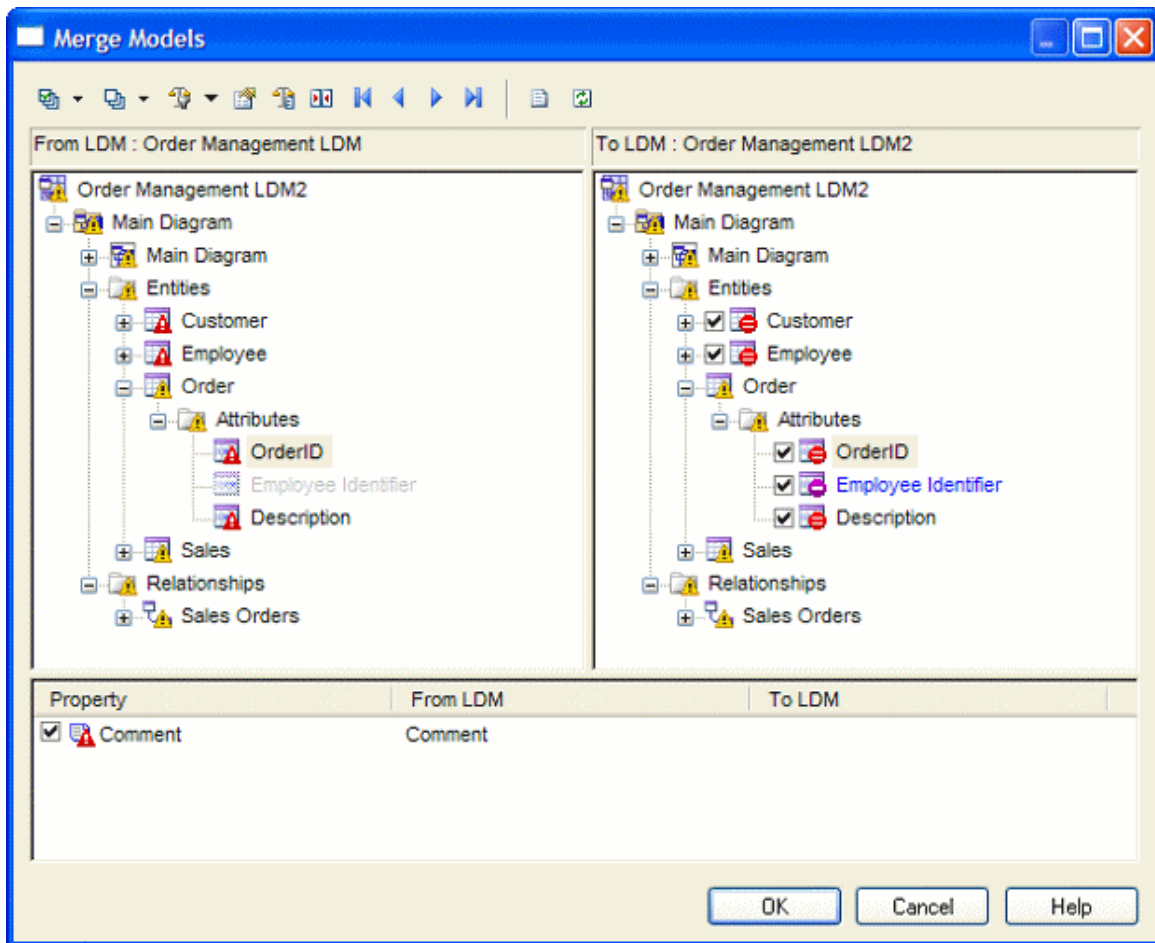 Merge Models
From LDM : Order Management LDM
To LDM : Order Management LDM2
Order Management LDM2
Main Diagram
Main Diagram
Entities
Customer
Employee
Order
Attributes
OrderID
Employee Identifier
Description
Sales
Relationships
Sales Orders
Order Management LDM2
Main Diagram
Main Diagram
Entities
Customer
Employee
Order
Attributes
OrderID
Employee Identifier
Description
Sales
Relationships
Sales Orders
Property From LDM To LDM
Comment Comment
OK Cancel Help